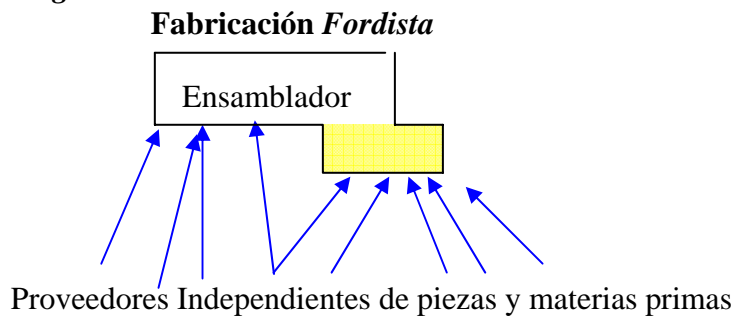 Fabricación Fordista
Ensamblador
Proveedores Independientes de piezas y materias primas